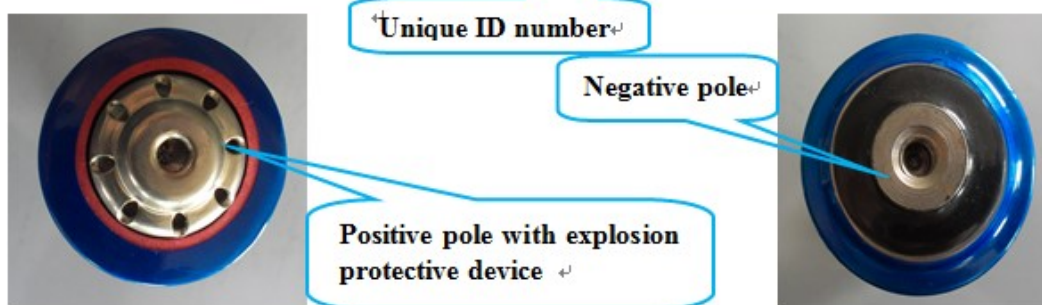 Unique ID number
Negative pole
Positive pole with explosion
protective device